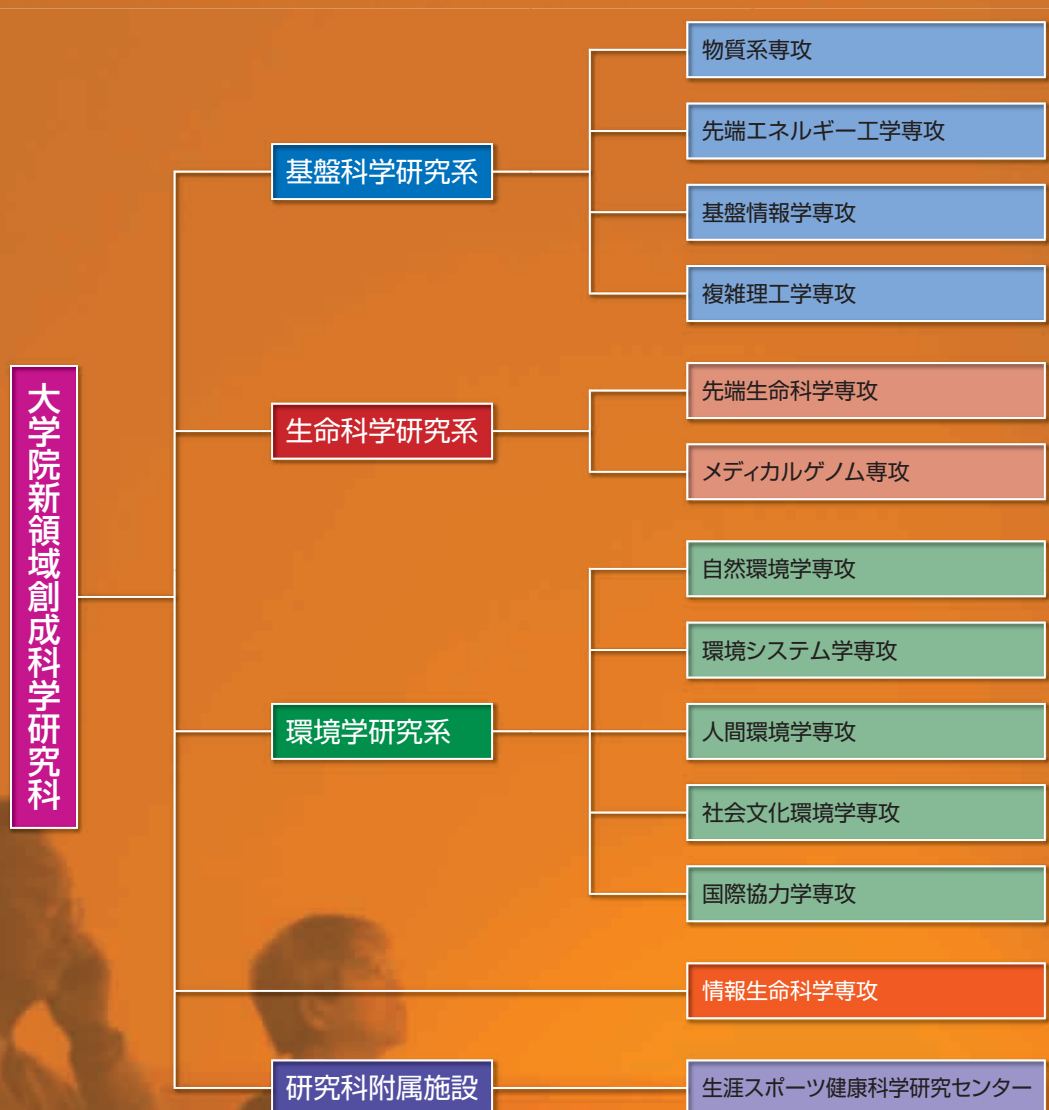 大学院新領域創成科学研究科
基盤科学研究系
物質系専攻
先端エネルギー工学専攻
基盤情報学専攻
複雑理工学専攻
生命科学研究系
先端生命科学専攻
メディカルゲノム専攻
環境学研究系
自然環境学専攻
環境システム学専攻
人間環境学専攻
社会文化環境学専攻
国際協力学専攻
情報生命科学専攻
研究科附属施設
生涯スポーツ健康科学研究センター